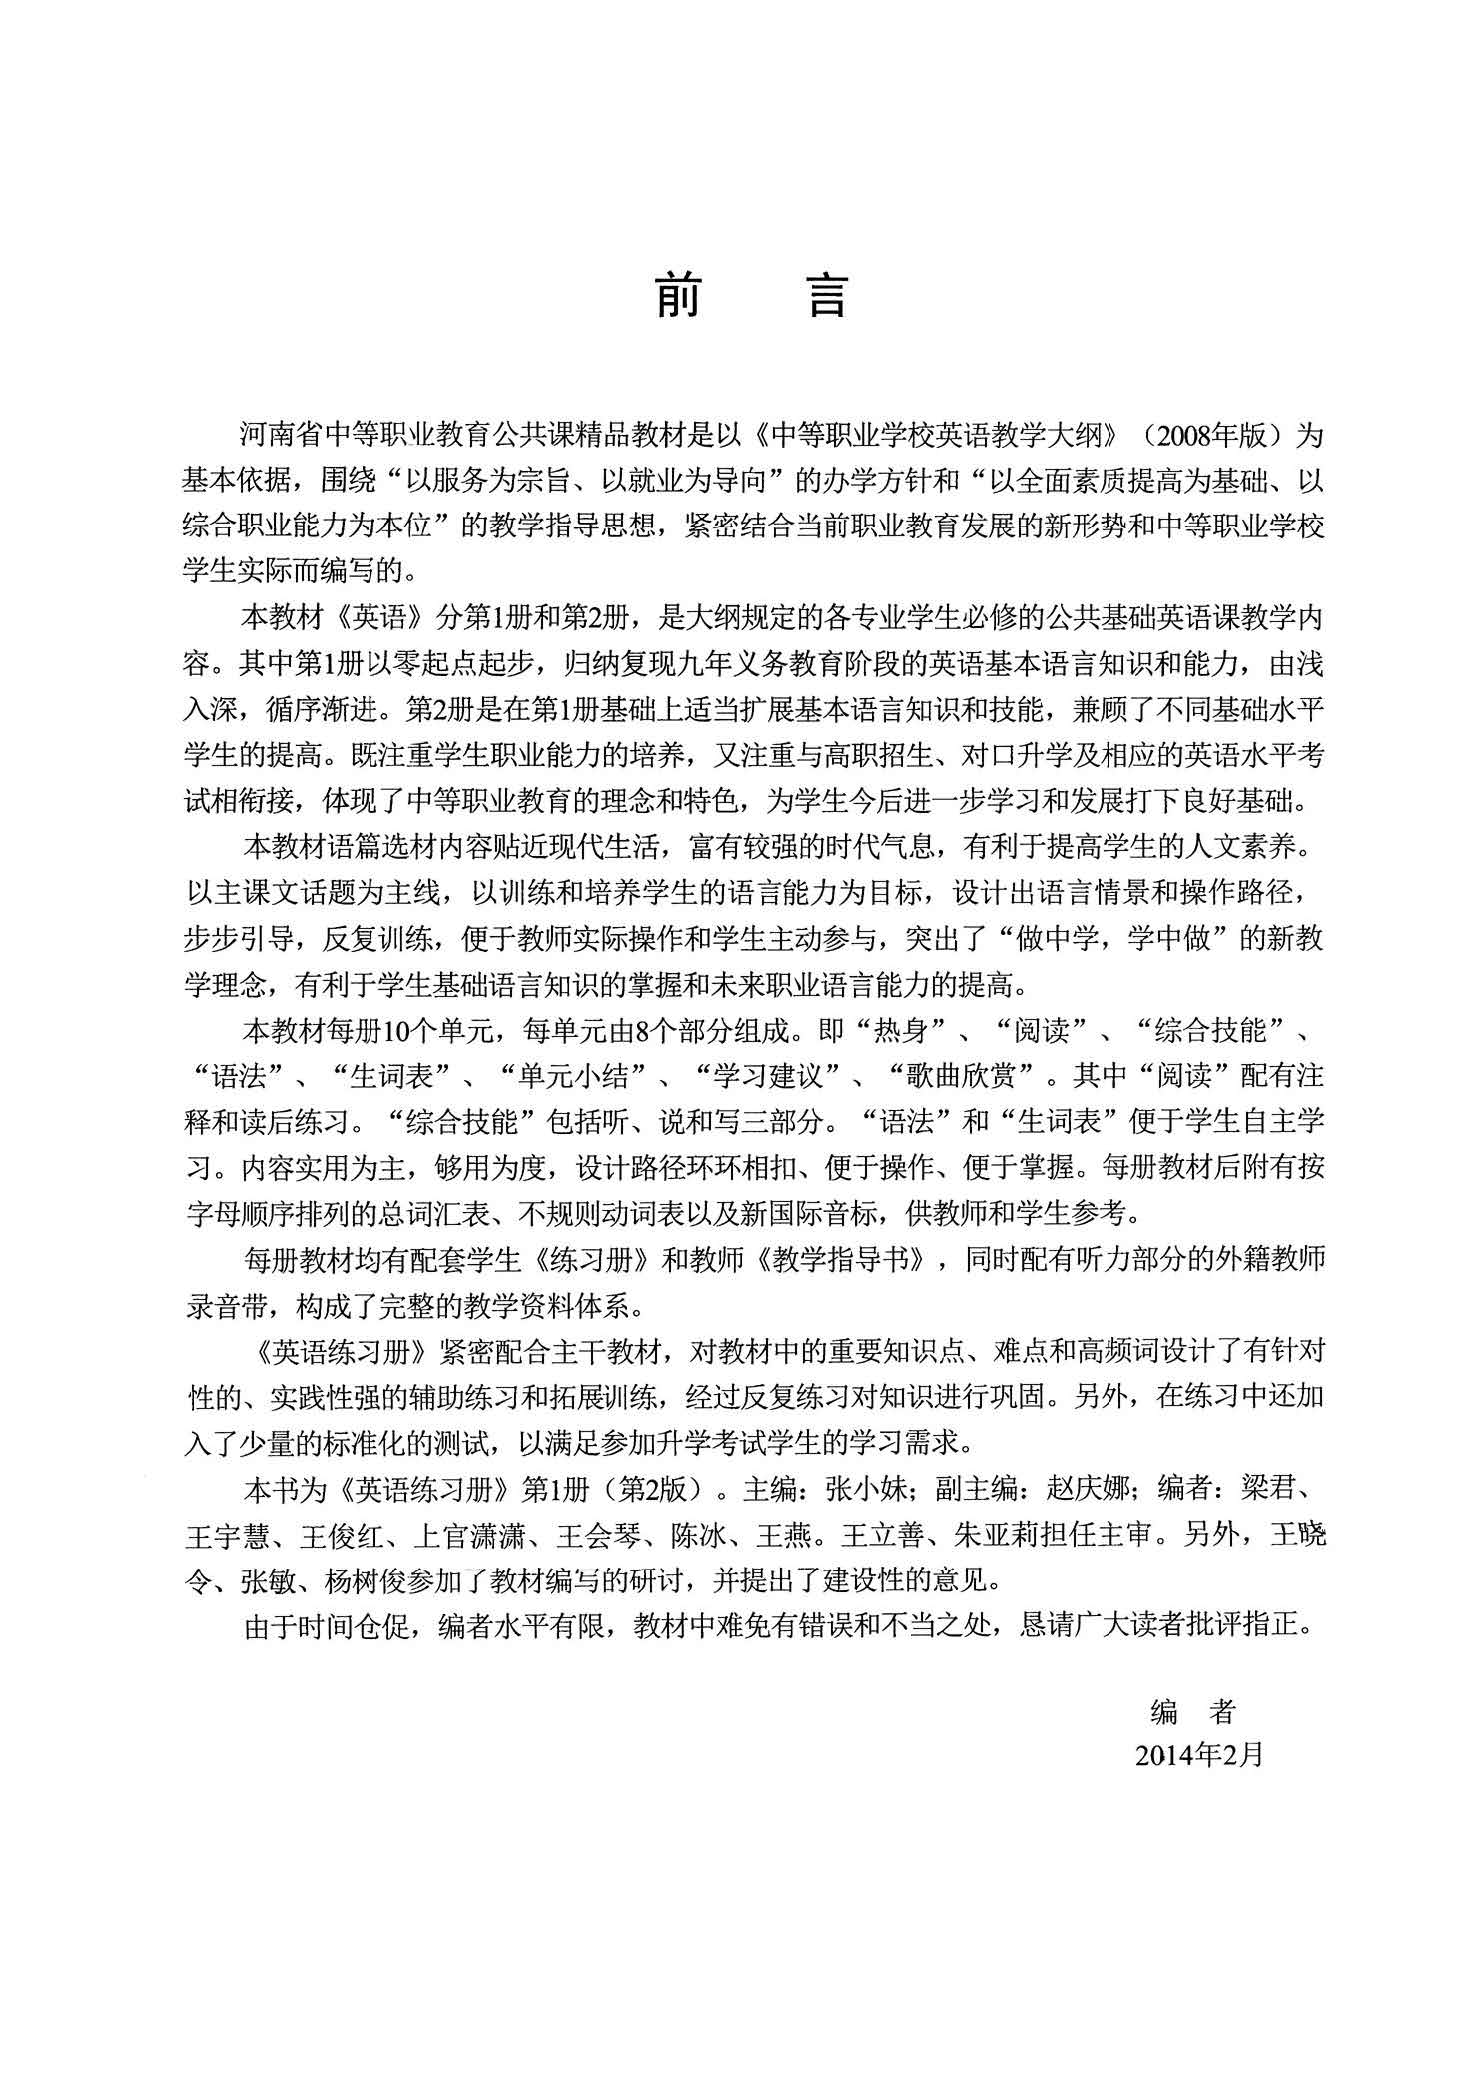 前 言
河南省中等职业教育公共课精品教材是以《中等职业学校英语教学大纲》（2008年版）为
基本依据，围绕“以服务为宗旨、以就业为导向”的办学方针和“以全面素质提高为基础、以
综合职业能力为本位”的教学指导思想，紧密结合当前职业教育发展的新形势和中等职业学校
学生实际而编写的。
本教材《英语》分第1册和第2册，是大纲规定的各专业学生必修的公共基础英语课教学内
容。其中第1册以零起点起步，归纳复现九年义务教育阶段的英语基本语言知识和能力，由浅
入深，循序渐进。第2册是在第1册基础上适当扩展基本语言知识和技能，兼顾了不同基础水平
学生的提高。既注重学生职业能力的培养，又注重与高职招生、对口升学及相应的英语水平考
试相衔接，体现了中等职业教育的理念和特色，为学生今后进一步学习和发展打下良好基础。
本教材语篇选材内容贴近现代生活，富有较强的时代气息，有利于提高学生的人文素养。
以主课文话题为主线，以训练和培养学生的语言能力为目标，设计出语言情景和操作路径，
步步引导，反复训练，便于教师实际操作和学生主动参与，突出了“做中学，学中做”的新教
学理念，有利于学生基础语言知识的掌握和未来职业语言能力的提高。
本教材每册10个单元，每单元由8个部分组成。即“热身”、“阅读”、“综合技能”、
“语法”、“生词表”、“单元小结”、“学习建议”、“歌曲欣赏”。其中“阅读”配有注
释和读后练习。“综合技能”包括听、说和写三部分。“语法”和“生词表”便于学生自主学
习。内容实用为主，够用为度，设计路径环环相扣、便于操作、便于掌握。每册教材后附有按
字母顺序排列的总词汇表、不规则动词表以及新国际音标，供教师和学生参考。
每册教材均有配套学生《练习册》和教师《教学指导书》，同时配有听力部分的外籍教师
录音带，构成了完整的教学资料体系。
《英语练习册》紧密配合主干教材，对教材中的重要知识点、难点和高频词设计了有针对
性的、实践性强的辅助练习和拓展训练，经过反复练习对知识进行巩固。另外，在练习中还加
入了少量的标准化的测试，以满足参加升学考试学生的学习需求。
本书为《英语练习册》第1册（第2版）。主编：张小妹；副主编：赵庆娜；编者：梁君、
王宇慧、王俊红、上官潇潇、王会琴、陈冰、王燕。王立善、朱亚莉担任主审。另外，王晓
令、张敏、杨树俊参加了教材编写的研讨，并提出了建设性的意见。
由于时间仓促，编者水平有限，教材中难免有错误和不当之处，恳请广大读者批评指正。
编 者
2014年2月